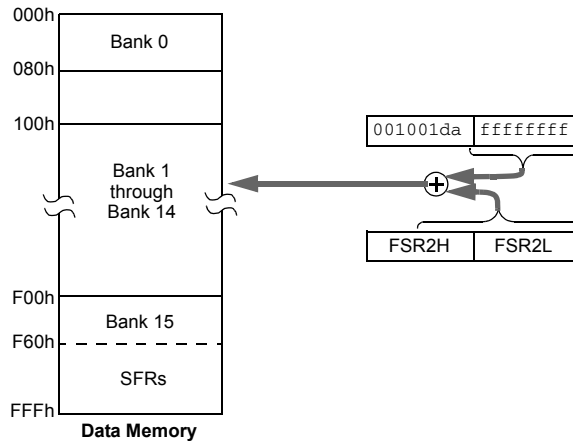 000h
Bank 0
080h
100h
001001da ffffffff
Bank 1
through
Bank 14
FSR2H FSR2L
F00h
Bank 15
F60h
SFRs
FFFh
Data Memory